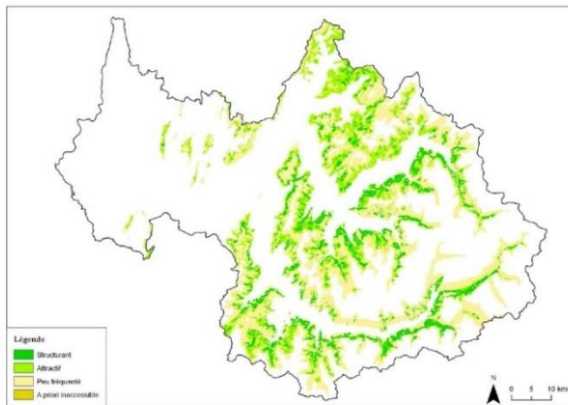 Légende
Structurant
Attractif
Peu fréquenté
A priori inaccessible
N
0 5 10 km